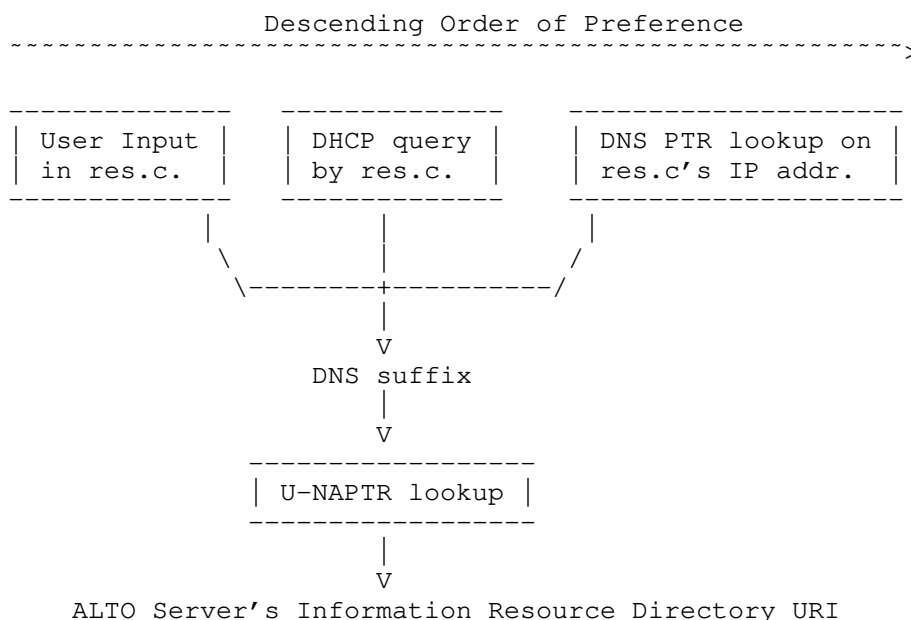 Descending Order of Preference
User Input
in res.c.
DHCP query
by res.c.
DNS PTR lookup on
res.c's IP addr.
V
DNS suffix
V
U-NAPTR lookup
V
ALTO Server's Information Resource Directory URI